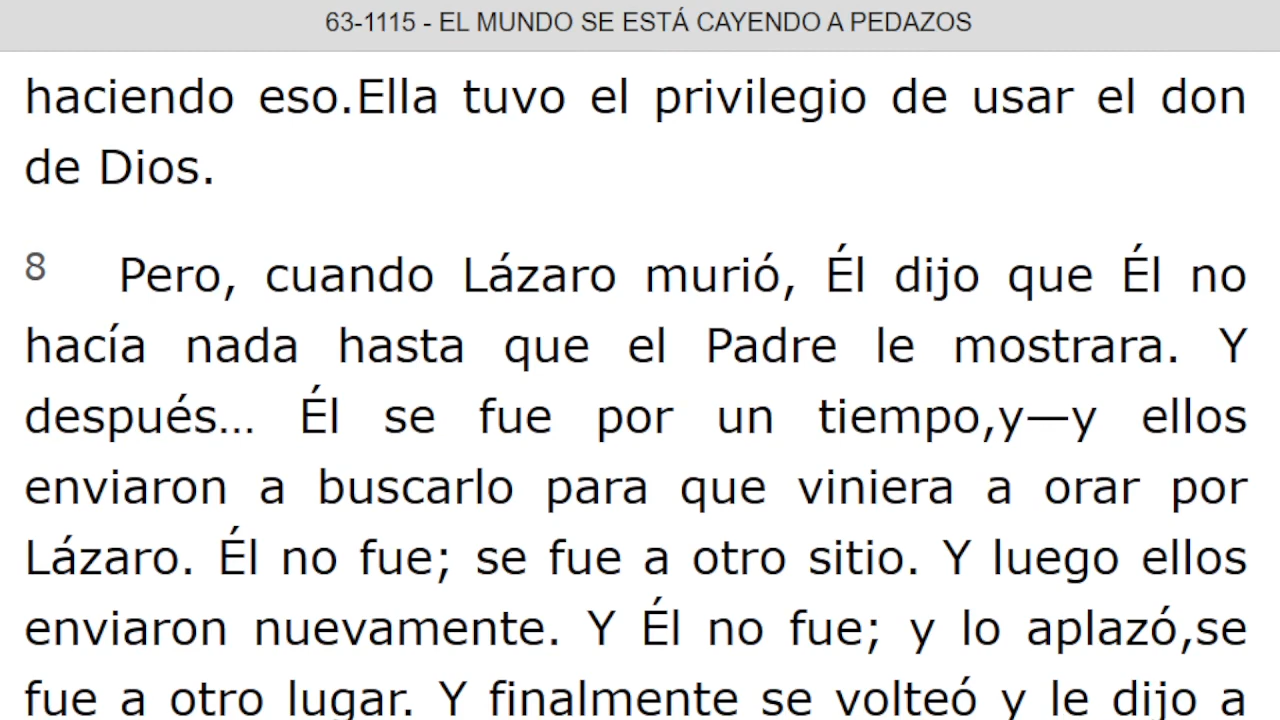 63-1115 - EL MUNDO SE ESTÁ CAYENDO A PEDAZOS
haciendo eso.Ella tuvo el privilegio de usar el don
de Dios.
8 Pero, cuando Lázaro murió, Él dijo que Él no
hacía nada hasta que el Padre le mostrara. Y
después... Él se fue por un tiempo,y—y ellos
enviaron a buscarlo para que viniera a orar por
Lázaro. Él no fue; se fue a otro sitio. Y luego ellos
enviaron nuevamente. Y Él no fue; y lo aplazó,se
fue a otro lugar. Y finalmente se volteó y le dijo a